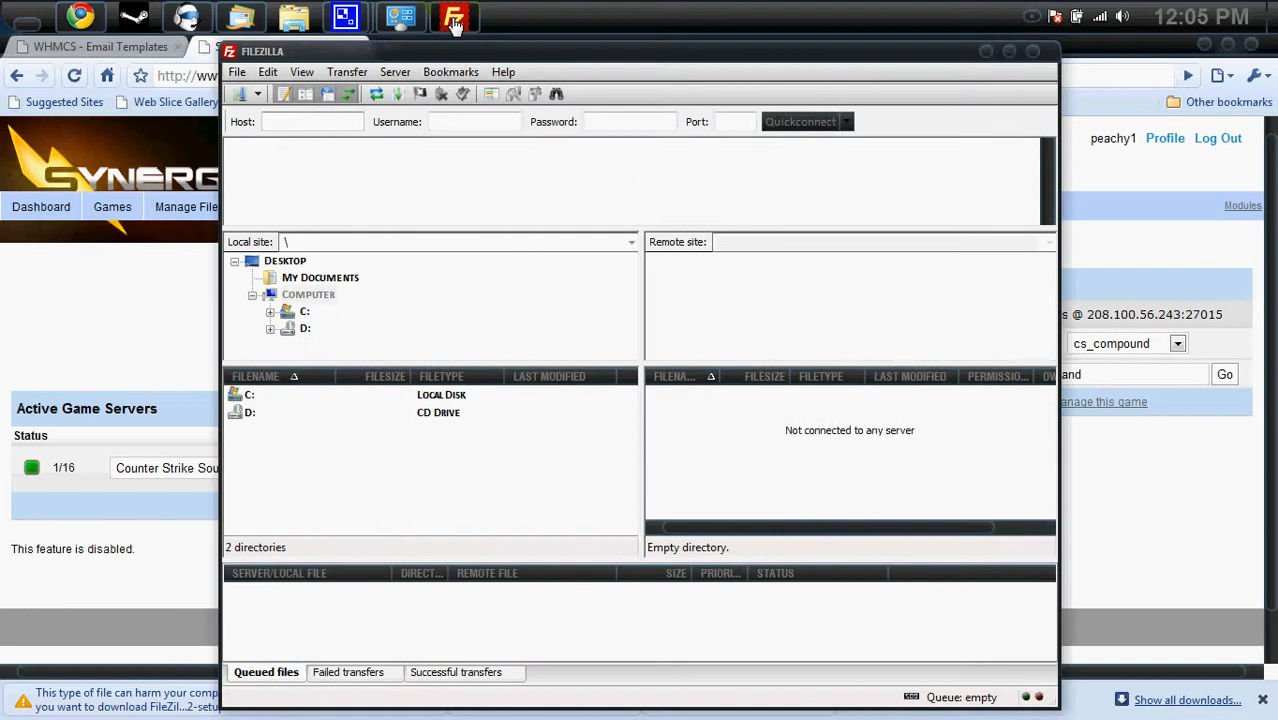 12:05 PM
WHMCS - Email Templates
S
FILEZILLA
http://ww
File Edit View Transfer Server Bookmarks Help
Suggested Sites Web Slice Gallery
Other bookmarks
Host: Username: Password: Port: Quickconnect
peachy1 Profile Log Out
SYNERG
Dashboard Games Manage File
Modules
Local site: \
Remote site:
DESKTOP
MY DOCUMENTS
COMPUTER
C:
D:
s @ 208.100.56.243:27015
cs_compound
FILENAME FILESIZE FILETYPE LAST MODIFIED
FILENA... FILESIZE FILETYPE LAST MODIFIED PERMISSIO... OW
and Go
C: LOCAL DISK
D: CD DRIVE
anage this game
Not connected to any server
Active Game Servers
Status
1/16 Counter Strike Sou
2 directories
Empty directory.
This feature is disabled.
SERVER/LOCAL FILE DIRECT... REMOTE FILE SIZE PRIORI... STATUS
Queued files Failed transfers Successful transfers
Queue: empty
This type of file can harm your comp
you want to download FileZil...2-setu
Show all downloads...